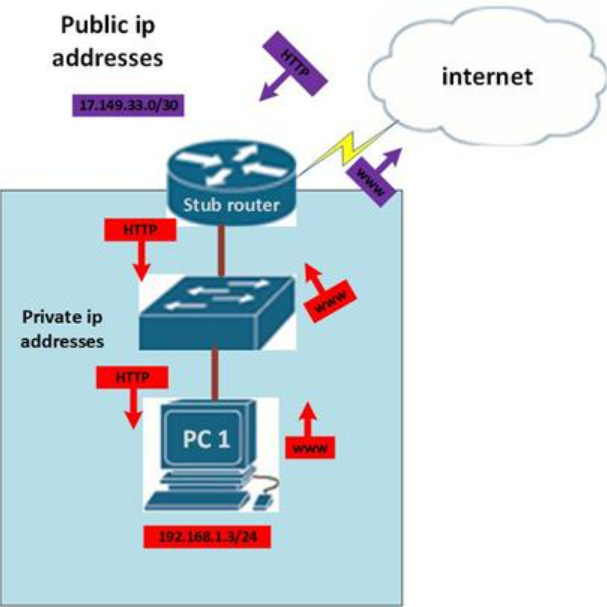 Public ip
addresses
17.149.33.0/30
HTTP
internet
www
Stub router
HTTP
www
Private ip
addresses
HTTP
PC 1
www
192.168.1.3/24